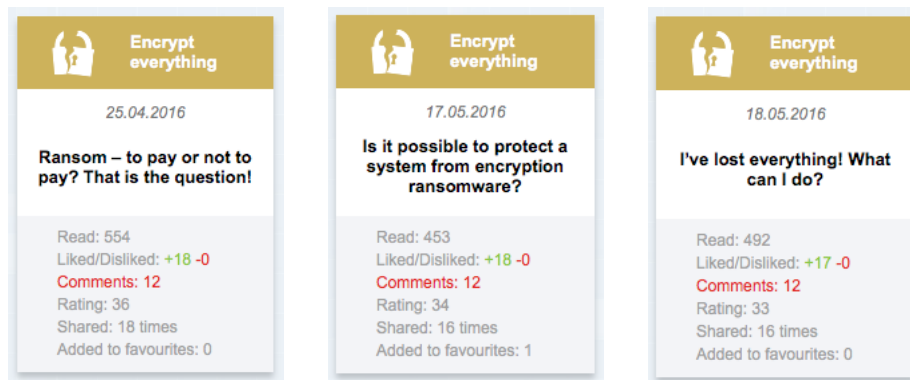 Encrypt
everything
25.04.2016
Ransom – to pay or not to
pay? That is the question!
Read: 554
Liked/Disliked: +18 -0
Comments: 12
Rating: 36
Shared: 18 times
Added to favourites: 0
Encrypt
everything
17.05.2016
Is it possible to protect a
system from encryption
ransomware?
Read: 453
Liked/Disliked: +18 -0
Comments: 12
Rating: 34
Shared: 16 times
Added to favourites: 1
Encrypt
everything
18.05.2016
I've lost everything! What
can I do?
Read: 492
Liked/Disliked: +17 -0
Comments: 12
Rating: 33
Shared: 16 times
Added to favourites: 0